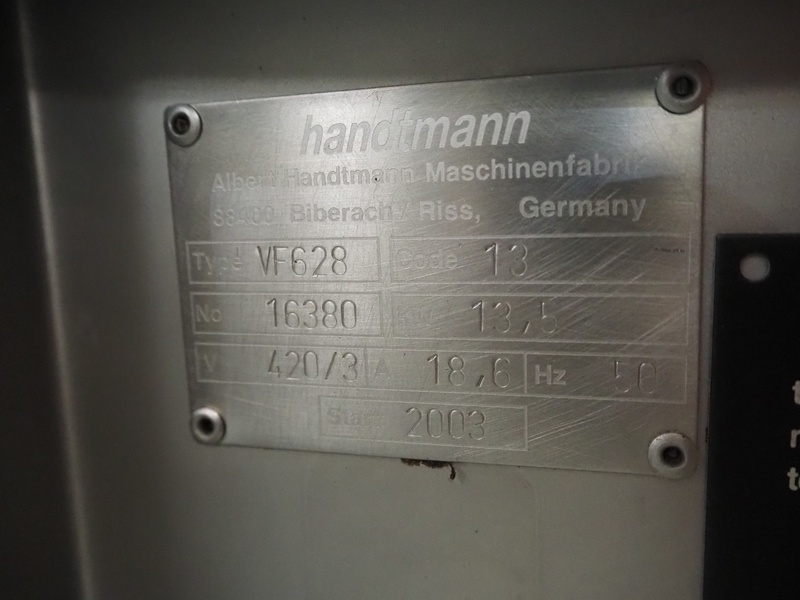 handtmann
Albert Handtmann Maschinenfabrik
88400 Biberach / Riss, Germany
Type VF628 Code 13
No 16380 KW 13,5
V 420/3 A 18,6 Hz 50
2003